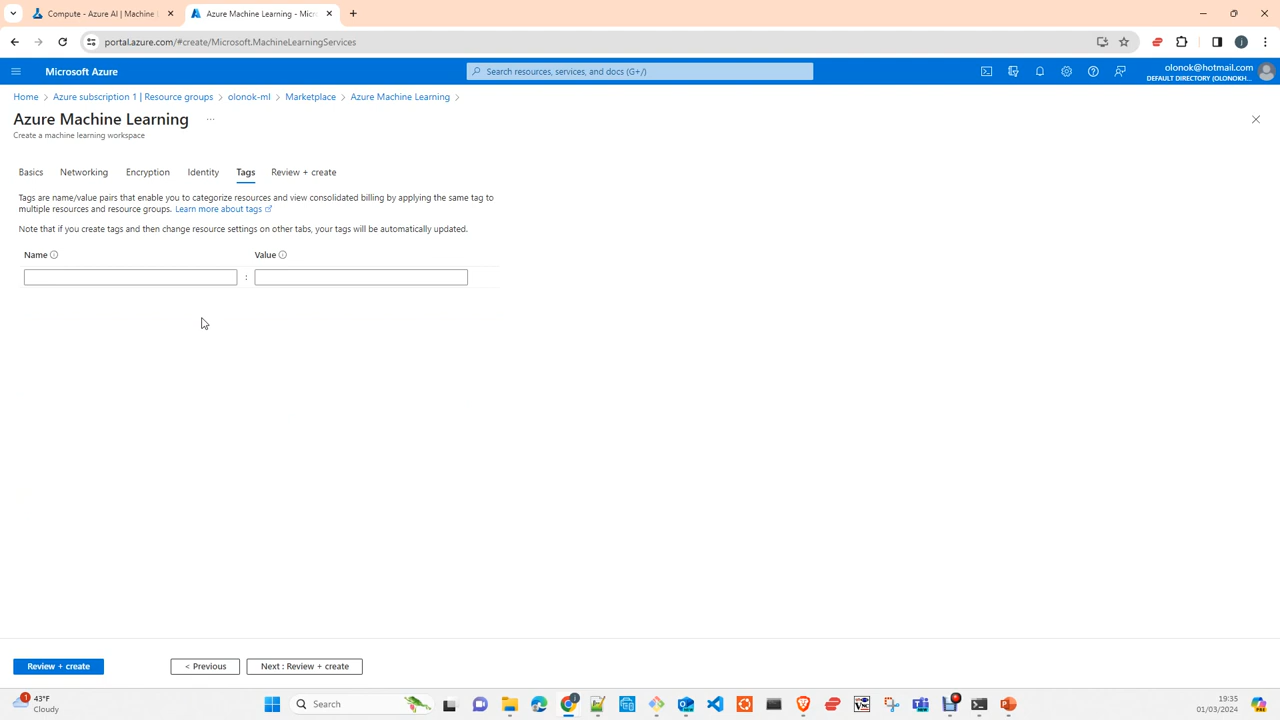 Compute - Azure AI | Machine
Azure Machine Learning - Micr
portal.azure.com/#create/Microsoft.MachineLearningServices
Microsoft Azure
Search resources, services, and docs (G+/)
olonok@hotmail.com
DEFAULT DIRECTORY (OLONOKH...
Home > Azure subscription 1 | Resource groups > olonok-ml > Marketplace > Azure Machine Learning >
Azure Machine Learning ...
Create a machine learning workspace
Basics Networking Encryption Identity Tags Review + create
Tags are name/value pairs that enable you to categorize resources and view consolidated billing by applying the same tag to
multiple resources and resource groups. Learn more about tags
Note that if you create tags and then change resource settings on other tabs, your tags will be automatically updated.
Name Value
:
Review + create < Previous Next : Review + create
1
43°F
Cloudy
Search
19:35
01/03/2024